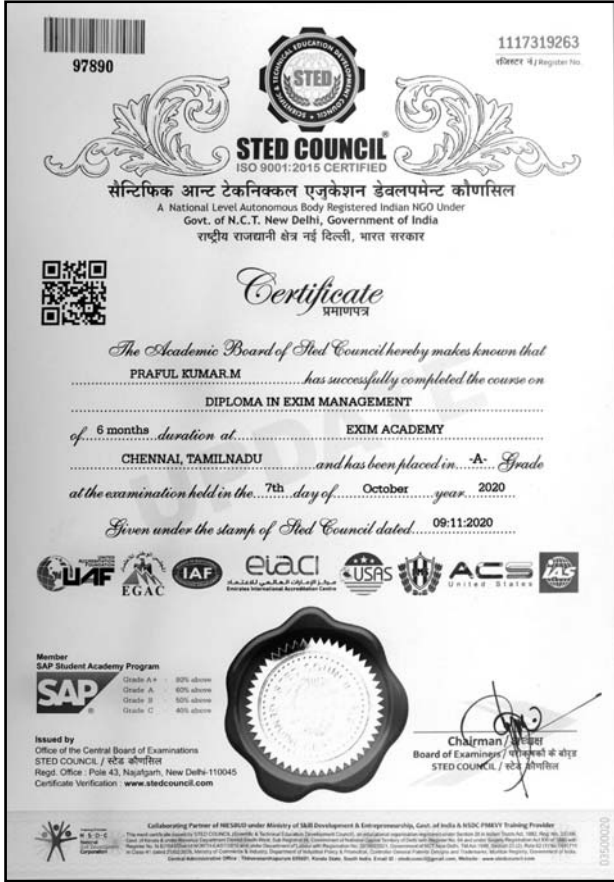 97890
1117319263
रजिस्टर नं./Register No.
SCIENTIFIC & TECHNICAL EDUCATION DEVELOPMENT COUNCIL
STED
STED COUNCIL®
ISO 9001:2015 CERTIFIED
सैन्टिफिक आन्ट टेकनिक्कल एजुकेशन डेवलपमेन्ट कौणसिल
A National Level Autonomous Body Registered Indian NGO Under
Govt. of N.C.T. New Delhi, Government of India
राष्ट्रीय राजधानी क्षेत्र नई दिल्ली, भारत सरकार
Certificate
प्रमाणपत्र
The Academic Board of Sted Council hereby makes known that
PRAFUL KUMAR.M has successfully completed the course on
DIPLOMA IN EXIM MANAGEMENT
of 6 months duration at EXIM ACADEMY
CHENNAI, TAMILNADU and has been placed in -A- Grade
at the examination held in the 7th day of October year 2020
Given under the stamp of Sted Council dated 09:11:2020
UPDATE
UAF
EGAC
IAF
eiaci
Emirates International Accreditation Centre
USAS
ACS
United States
IAS
Member
SAP Student Academy Program
SAP
Grade A+ - 80% above
Grade A - 60% above
Grade B - 50% above
Grade C - 40% above
Issued by
Office of the Central Board of Examinations
STED COUNCIL / स्टेड कौणसिल
Regd. Office : Pole 43, Najafgarh, New Delhi-110045
Certificate Verification : www.stedcouncil.com
Chairman / अध्यक्ष
Board of Examiners / परीक्षकों के बोर्ड
STED COUNCIL / स्टेड कौणसिल
Collaborating Partner of NIESBUD under Ministry of Skill Development & Entrepreneurship, Govt. of India & NSDC PMKVY Training Provider